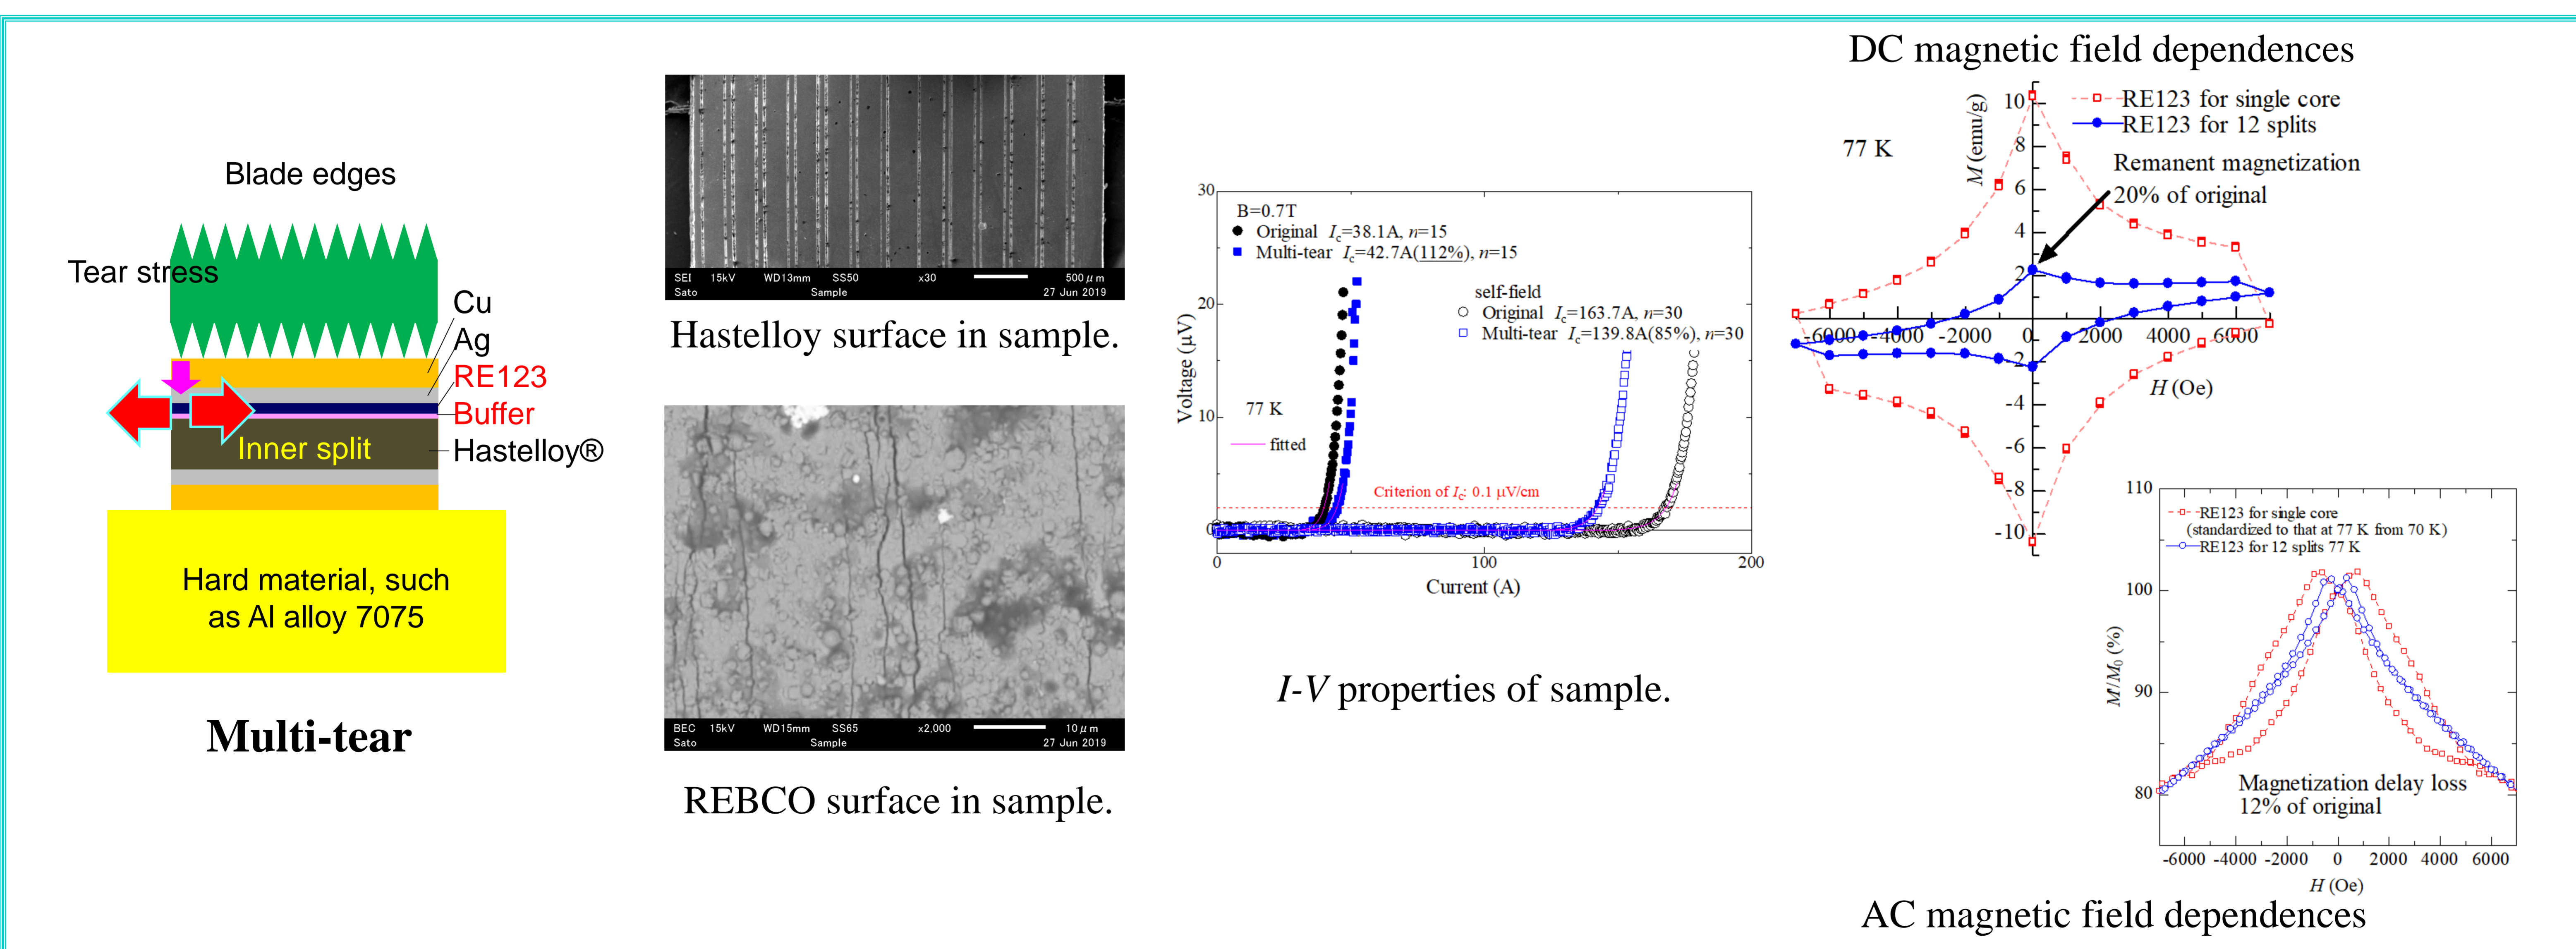 Blade edges
Tear stress
Cu
Ag
RE123
Buffer
Hastelloy®
Inner split
Hard material, such
as Al alloy 7075
Multi-tear
SEI 15kV WD13mm SS50 x30 500 μm
Sato Sample 27 Jun 2019
Hastelloy surface in sample.
BEC 15kV WD15mm SS65 x2,000 10 μm
Sato Sample 27 Jun 2019
REBCO surface in sample.
30
20
10
0
Voltage (μV)
B=0.7T
Original Ic=38.1A, n=15
Multi-tear Ic=42.7A(112%), n=15
self-field
Original Ic=163.7A, n=30
Multi-tear Ic=139.8A(85%), n=30
77 K
fitted
Criterion of Ic: 0.1 μV/cm
0 100 200
Current (A)
I-V properties of sample.
DC magnetic field dependences
M (emu/g)
77 K
RE123 for single core
RE123 for 12 splits
Remanent magnetization
20% of original
10
8
6
4
2
-6000 -4000 -2000 0 2000 4000 6000
-2
-4
-6
-8
-10
H (Oe)
110
100
90
80
M/M0 (%)
RE123 for single core
(standardized to that at 77 K from 70 K)
RE123 for 12 splits 77 K
Magnetization delay loss
12% of original
-6000 -4000 -2000 0 2000 4000 6000
H (Oe)
AC magnetic field dependences